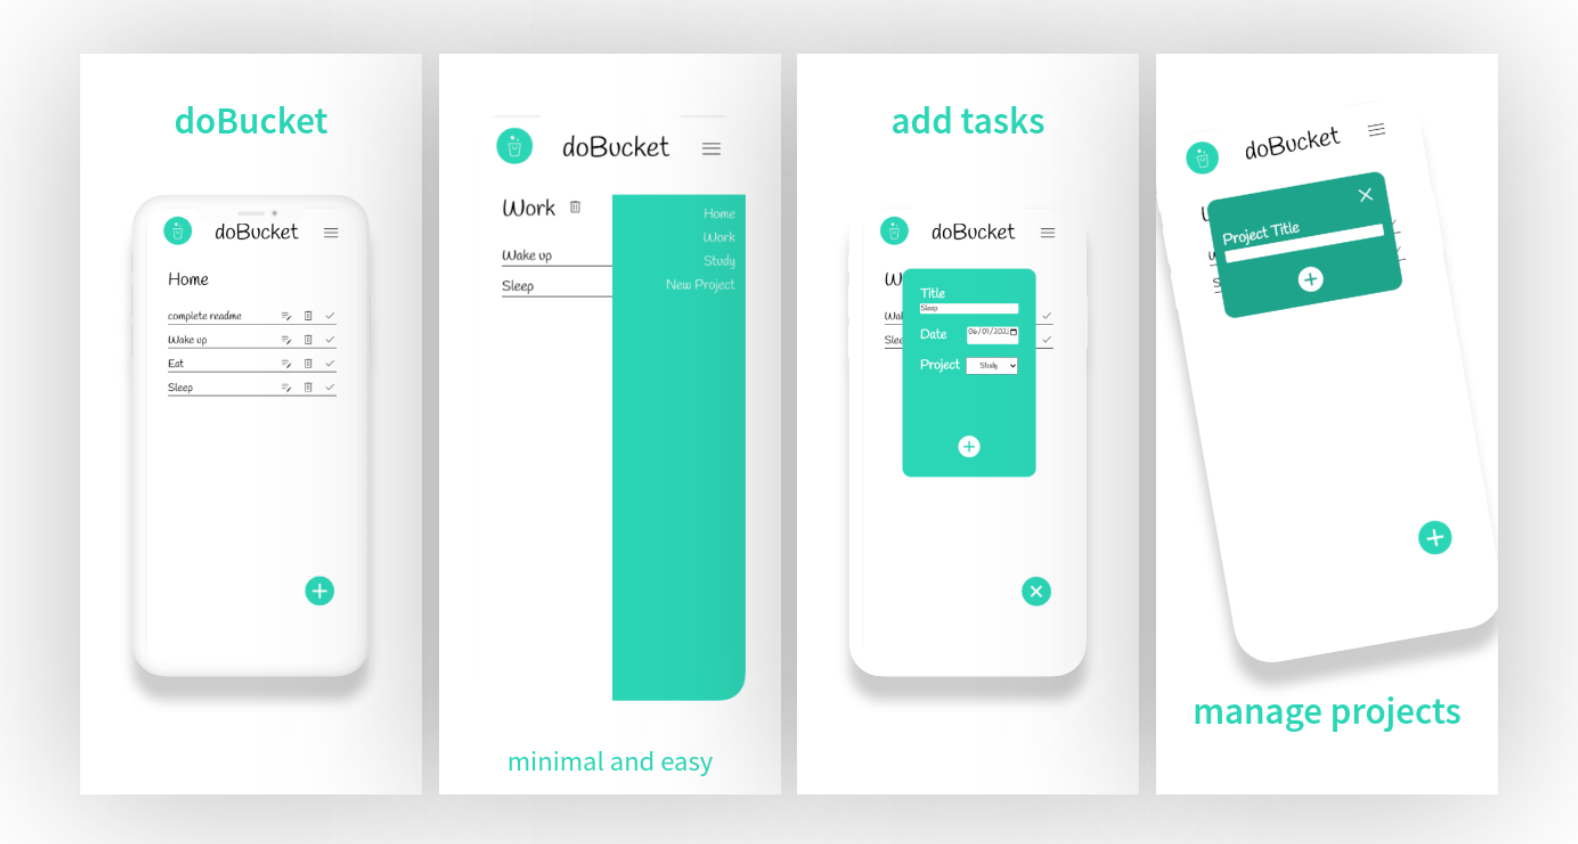 doBucket
doBucket
Home
complete readme
Wake up
Eat
Sleep
doBucket
Work
Home
Work
Study
New Project
Wake up
Sleep
minimal and easy
add tasks
doBucket
W
Title
Sleep
Date
06/01/202
Project
Study
Wa
Slee
doBucket
Project Title
S
manage projects